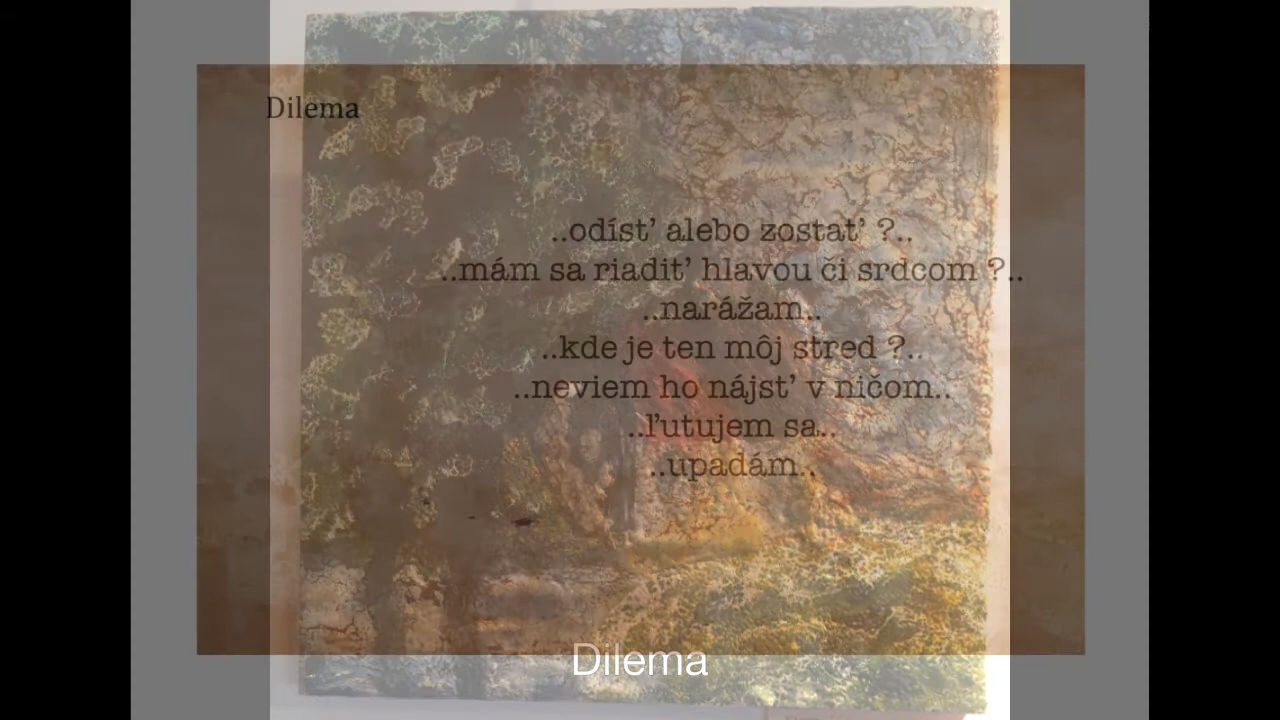 Dilema
..odísť alebo zostať ?..
..mám sa riadiť hlavou či srdcom ?..
..narážam..
..kde je ten môj stred ?..
..neviem ho nájsť v ničom..
..ľutujem sa..
..upadám..
Dilema